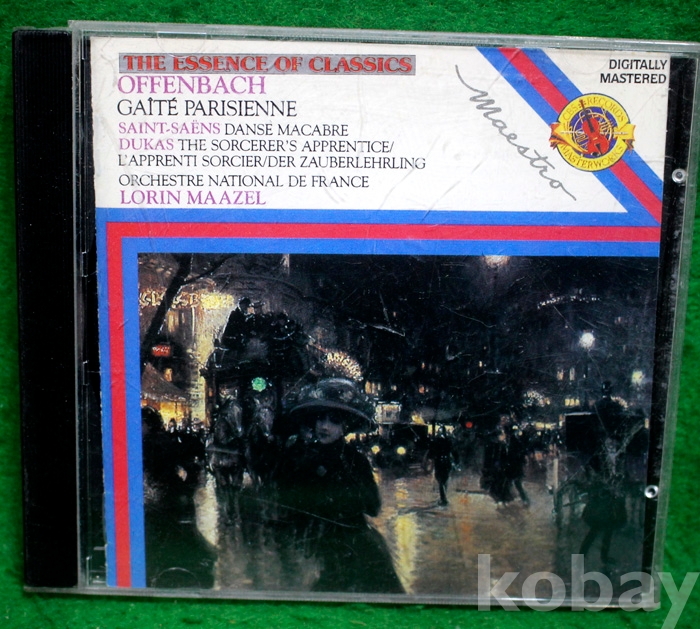 THE ESSENCE OF CLASSICS
OFFENBACH
GAÎTÉ PARISIENNE
SAINT-SAËNS DANSE MACABRE
DUKAS THE SORCERER'S APPRENTICE/
L'APPRENTI SORCIER/DER ZAUBERLEHRLING
ORCHESTRE NATIONAL DE FRANCE
LORIN MAAZEL
Maestro
DIGITALLY
MASTERED
CBS RECORDS
MASTERWORKS
kobay